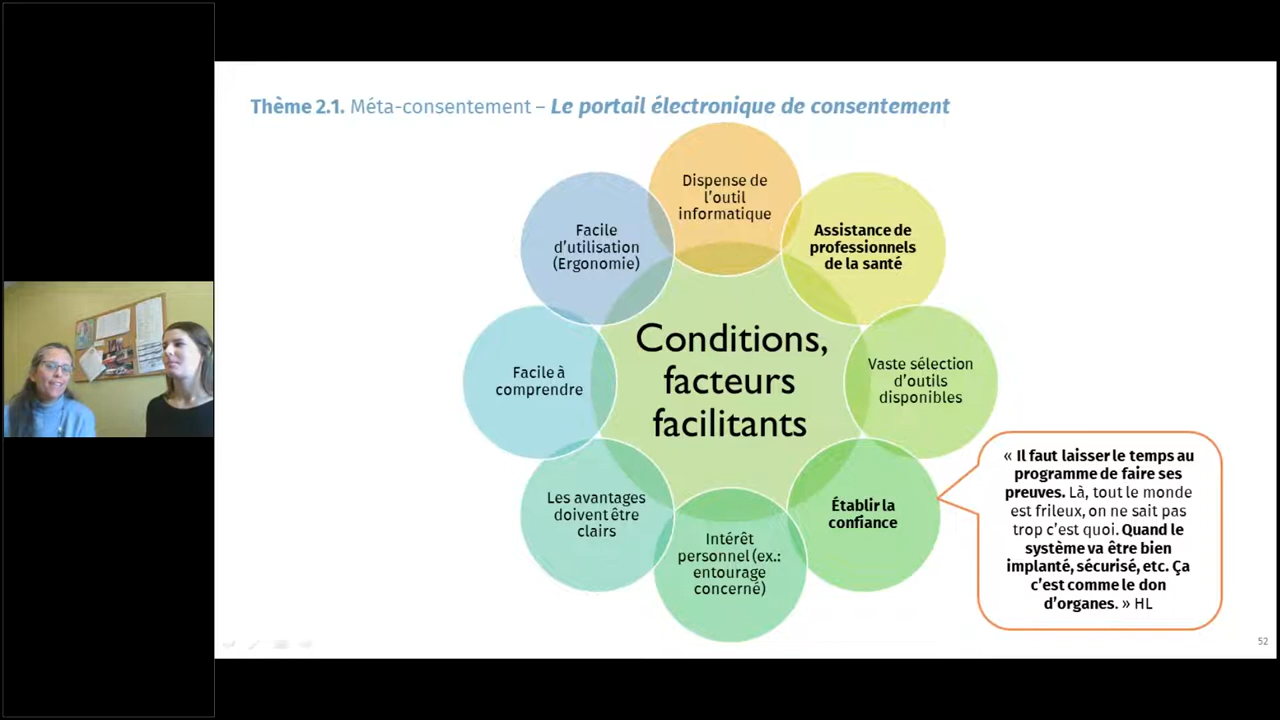 Thème 2.1. Méta-consentement – Le portail électronique de consentement
Dispense de
l'outil
informatique
Assistance de
professionnels
de la santé
Vaste sélection
d'outils
disponibles
Établir la
confiance
Intérêt
personnel (ex.:
entourage
concerné)
Les avantages
doivent être
clairs
Facile à
comprendre
Facile
d'utilisation
(Ergonomie)
Conditions,
facteurs
facilitants
« Il faut laisser le temps au
programme de faire ses
preuves. Là, tout le monde
est frileux, on ne sait pas
trop c'est quoi. Quand le
système va être bien
implanté, sécurisé, etc. Ça
c'est comme le don
d'organes. » HL
52